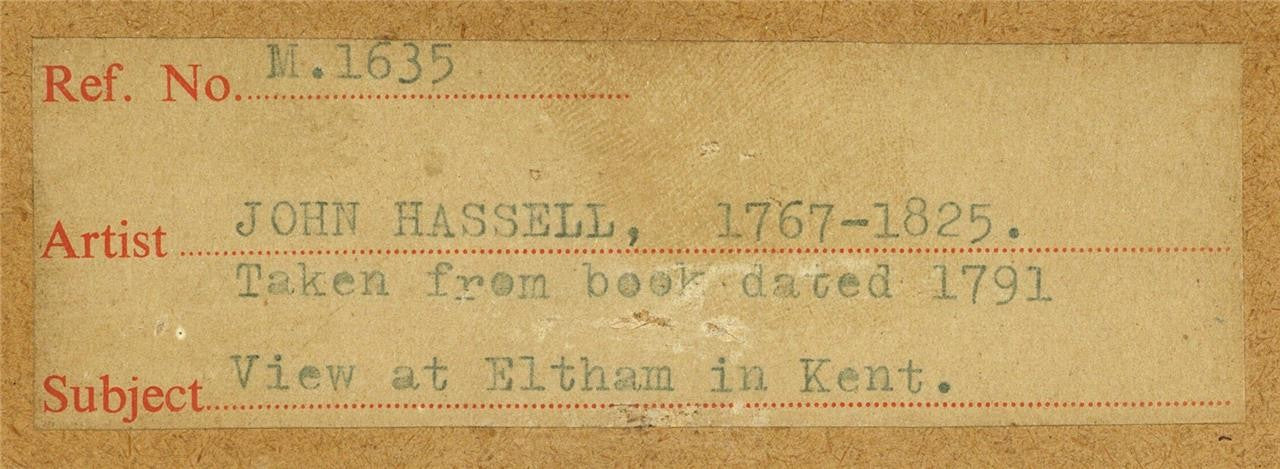 Ref. No. M.1635
Artist JOHN HASSELL, 1767-1825.
Taken from book dated 1791
Subject View at Eltham in Kent.